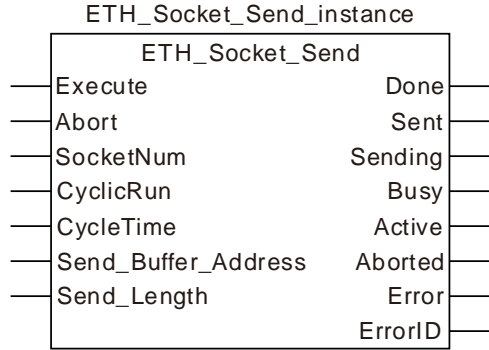 ETH_Socket_Send_instance
ETH_Socket_Send
Execute Done
Abort Sent
SocketNum Sending
CyclicRun Busy
CycleTime Active
Send_Buffer_Address Aborted
Send_Length Error
ErrorID